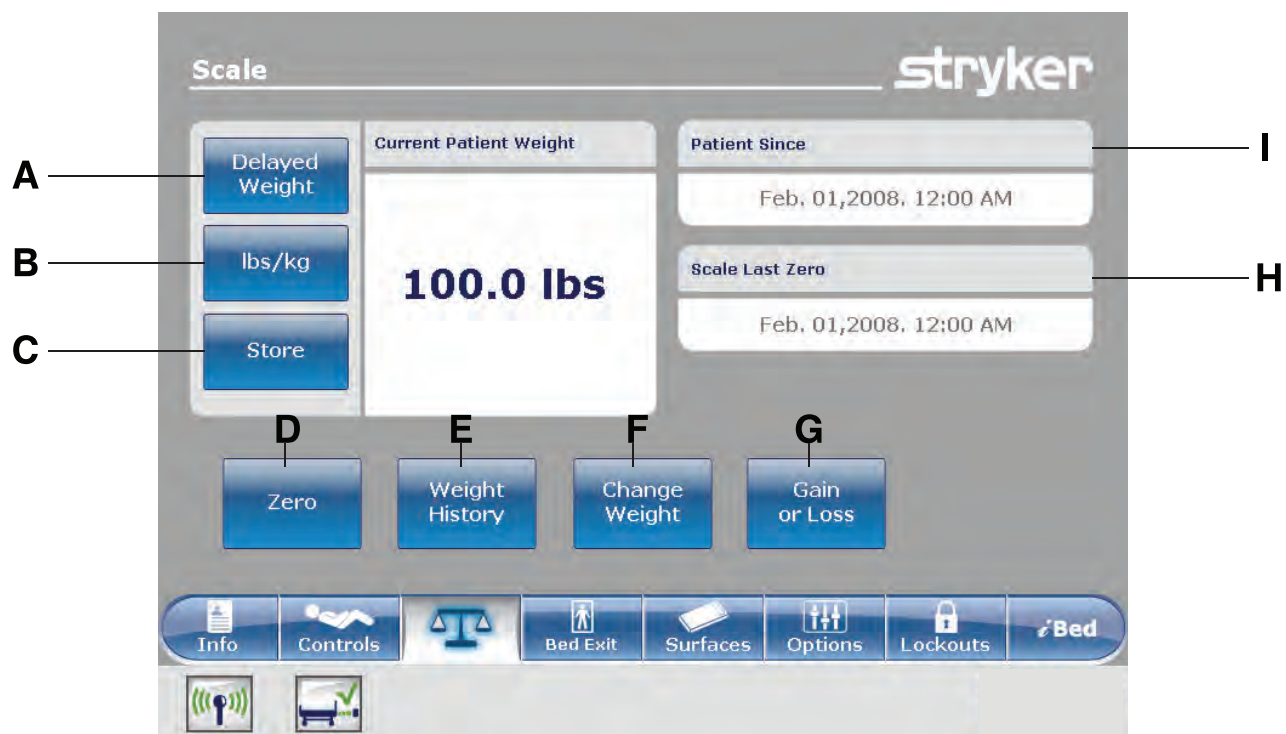 Scale
stryker
A
Delayed
Weight
Current Patient Weight
Patient Since
I
Feb. 01,2008. 12:00 AM
B
lbs/kg
100.0 lbs
Scale Last Zero
H
Feb. 01,2008. 12:00 AM
C
Store
D
E
F
G
Zero
Weight
History
Change
Weight
Gain
or Loss
Info
Controls
Bed Exit
Surfaces
Options
Lockouts
iBed